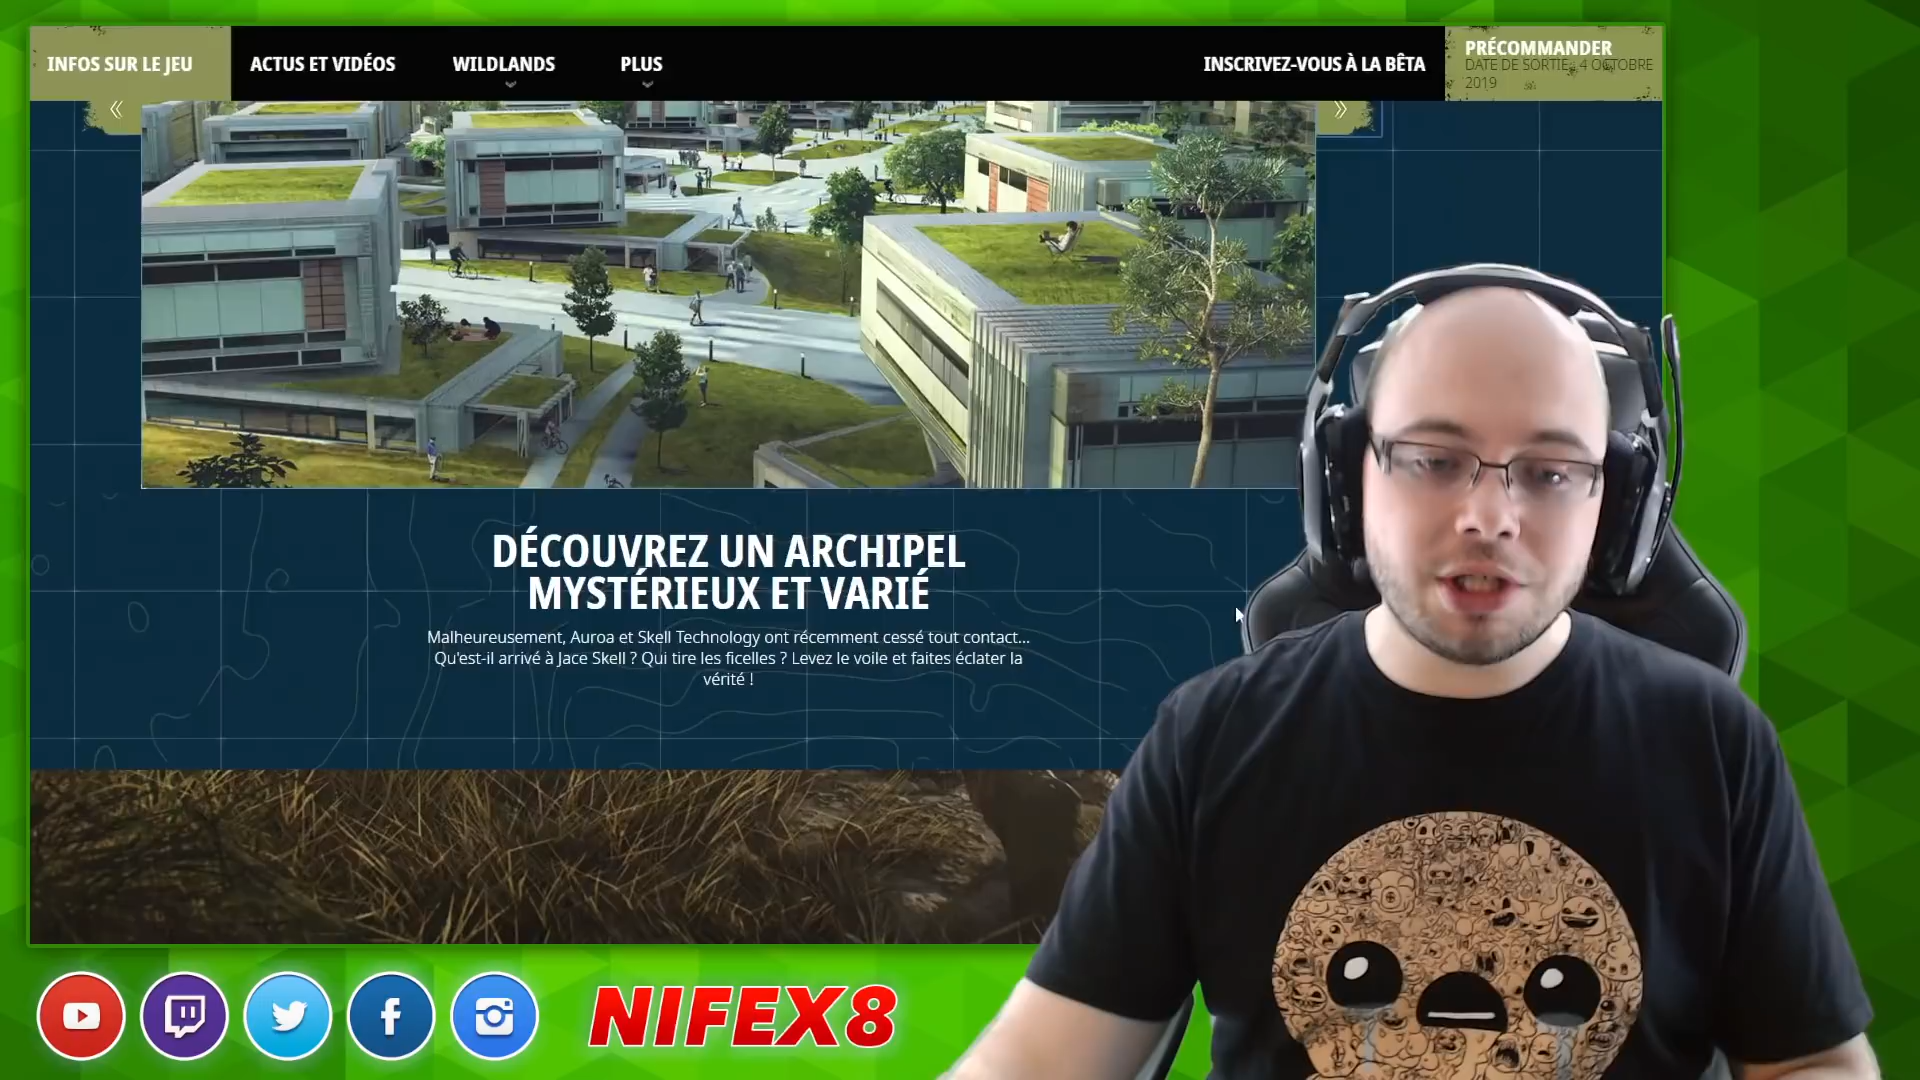 INFOS SUR LE JEU
ACTUS ET VIDÉOS
WILDLANDS
PLUS
INSCRIVEZ-VOUS À LA BÊTA
PRÉCOMMANDER
DATE DE SORTIE : 4 OCTOBRE
2019
DÉCOUVREZ UN ARCHIPEL
MYSTÉRIEUX ET VARIÉ
Malheureusement, Auroa et Skell Technology ont récemment cessé tout contact...
Qu'est-il arrivé à Jace Skell ? Qui tire les ficelles ? Levez le voile et faites éclater la
vérité !
NIFEX8